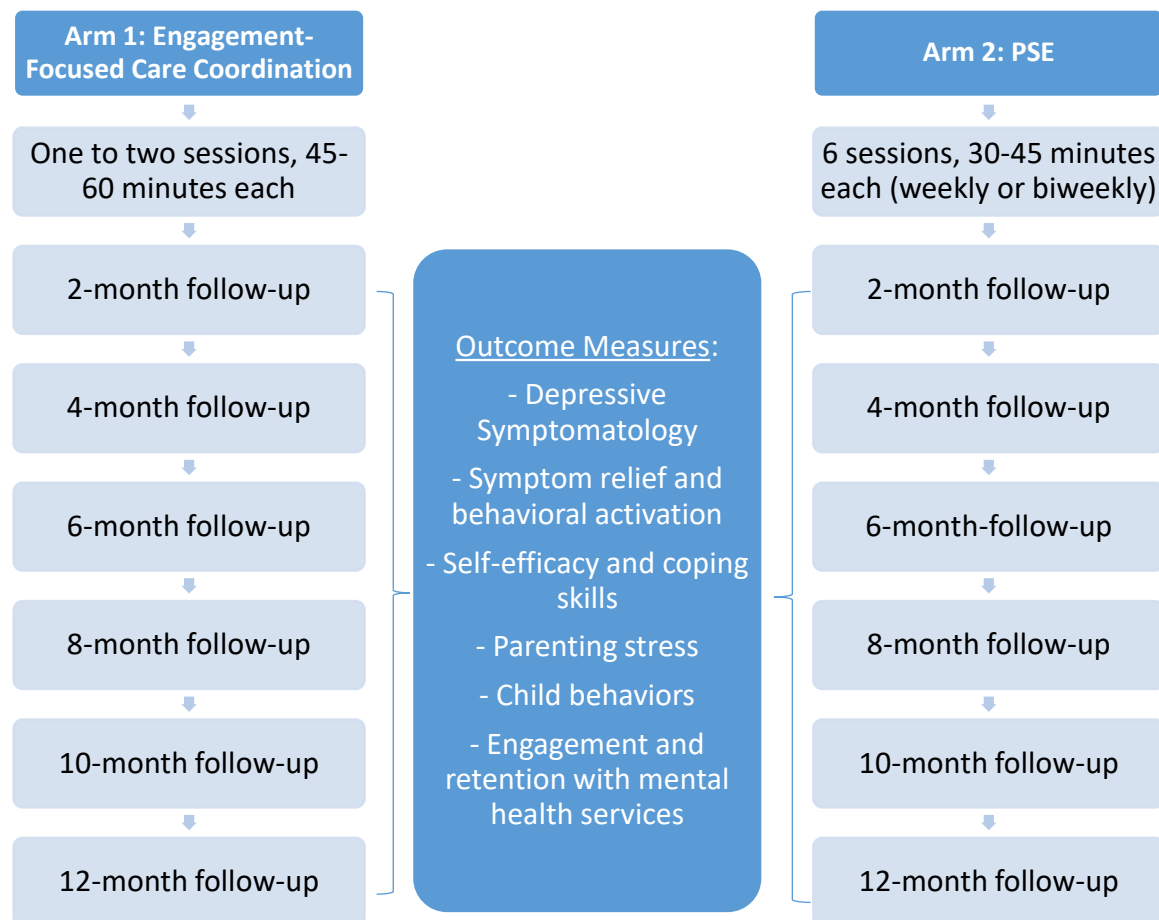 Arm 1: Engagement-
Focused Care Coordination
One to two sessions, 45-
60 minutes each
2-month follow-up
4-month follow-up
6-month follow-up
8-month follow-up
10-month follow-up
12-month follow-up
Outcome Measures:
- Depressive
Symptomatology
- Symptom relief and
behavioral activation
- Self-efficacy and coping
skills
- Parenting stress
- Child behaviors
- Engagement and
retention with mental
health services
Arm 2: PSE
6 sessions, 30-45 minutes
each (weekly or biweekly)
2-month follow-up
4-month follow-up
6-month-follow-up
8-month follow-up
10-month follow-up
12-month follow-up